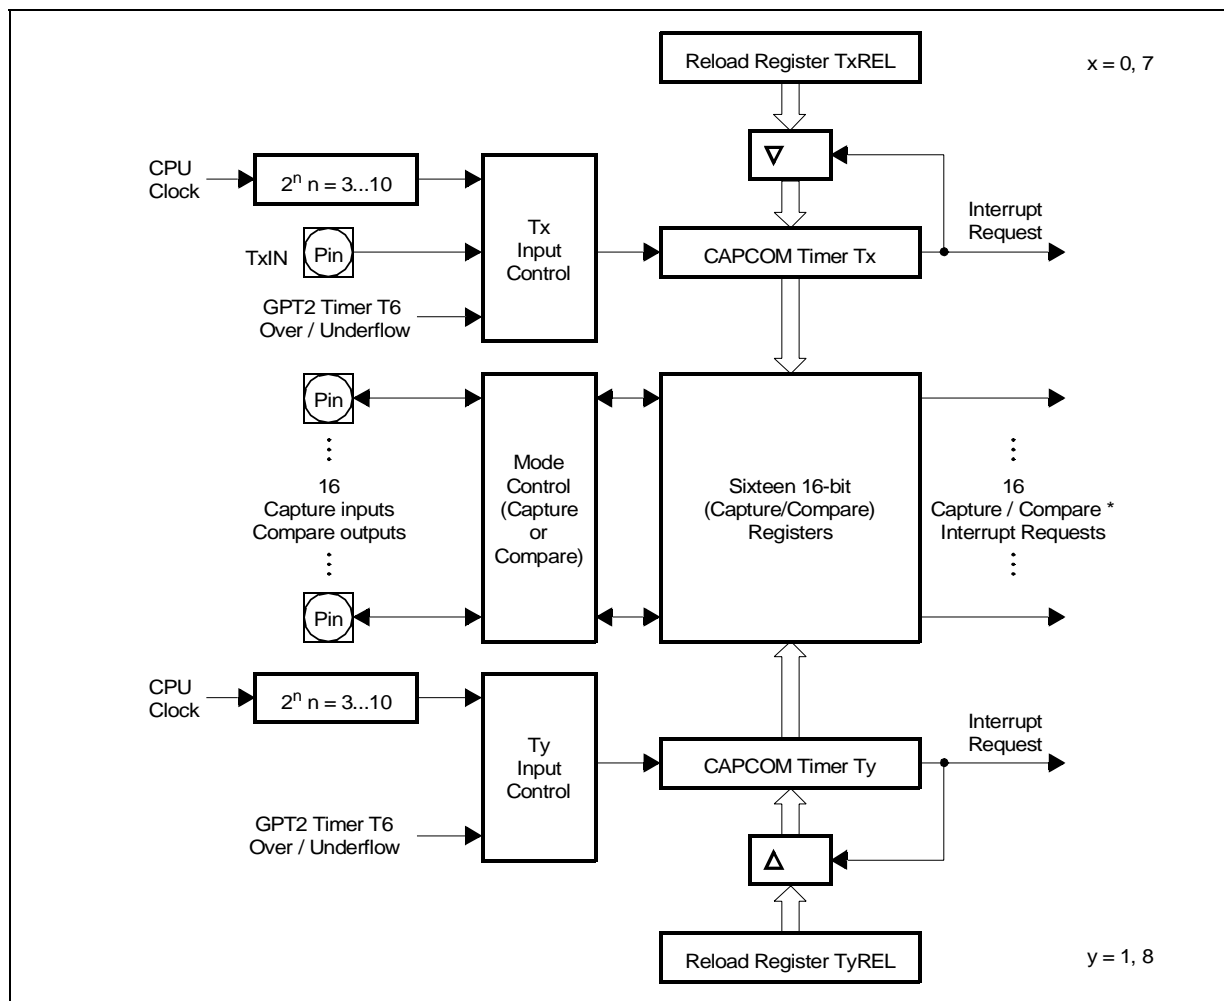 Reload Register TxREL
x = 0, 7
CPU
Clock
2ⁿ n = 3...10
Tx
Input
Control
TxIN
Pin
GPT2 Timer T6
Over / Underflow
CAPCOM Timer Tx
Interrupt
Request
Pin
16
Capture inputs
Compare outputs
Pin
Mode
Control
(Capture
or
Compare)
Sixteen 16-bit
(Capture/Compare)
Registers
16
Capture / Compare *
Interrupt Requests
CPU
Clock
2ⁿ n = 3...10
Ty
Input
Control
GPT2 Timer T6
Over / Underflow
CAPCOM Timer Ty
Interrupt
Request
Reload Register TyREL
y = 1, 8